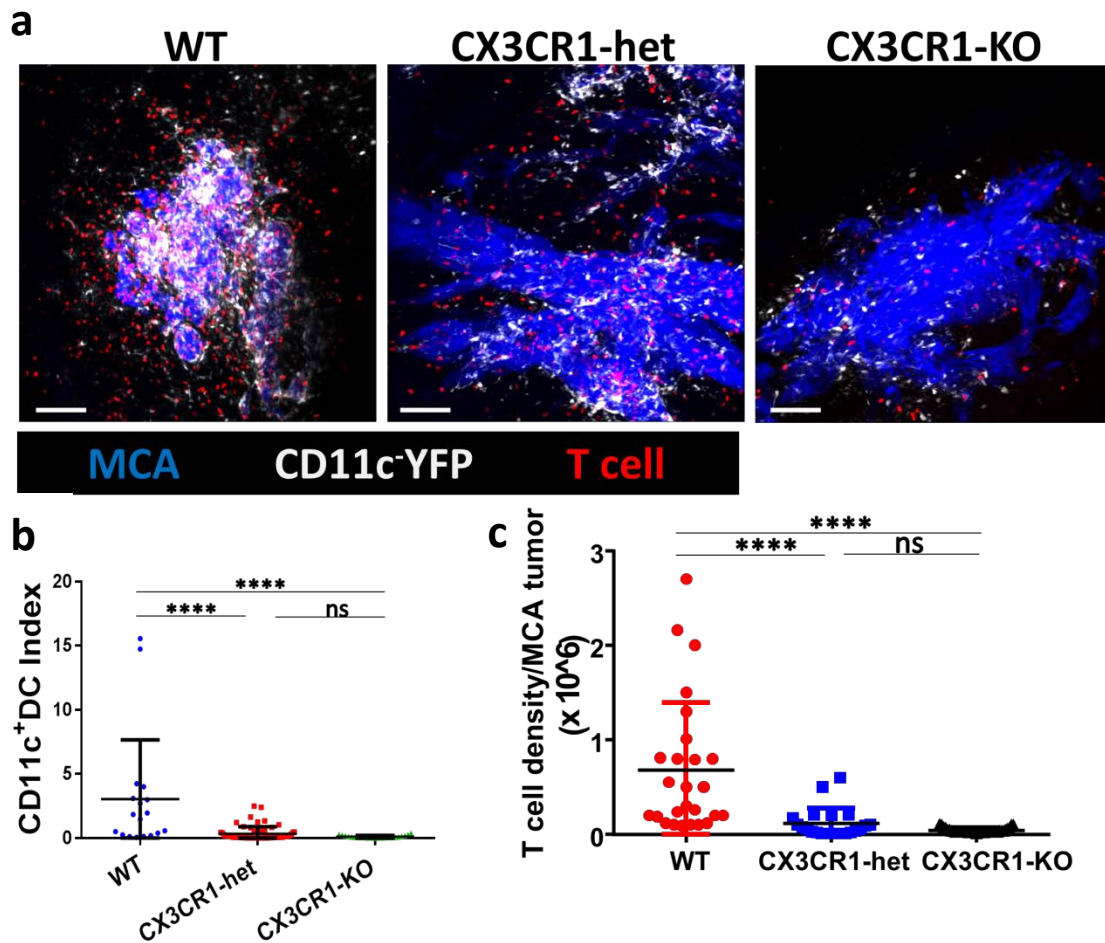 a
WT CX3CR1-het CX3CR1-KO
MCA CD11c⁻YFP T cell
b
CD11c⁺DC Index
20
15
10
5
0
****
**** ns
WT CX3CR1-het CX3CR1-KO
c
T cell density/MCA tumor
(x 10^6)
3
2
1
0
****
**** ns
WT CX3CR1-het CX3CR1-KO